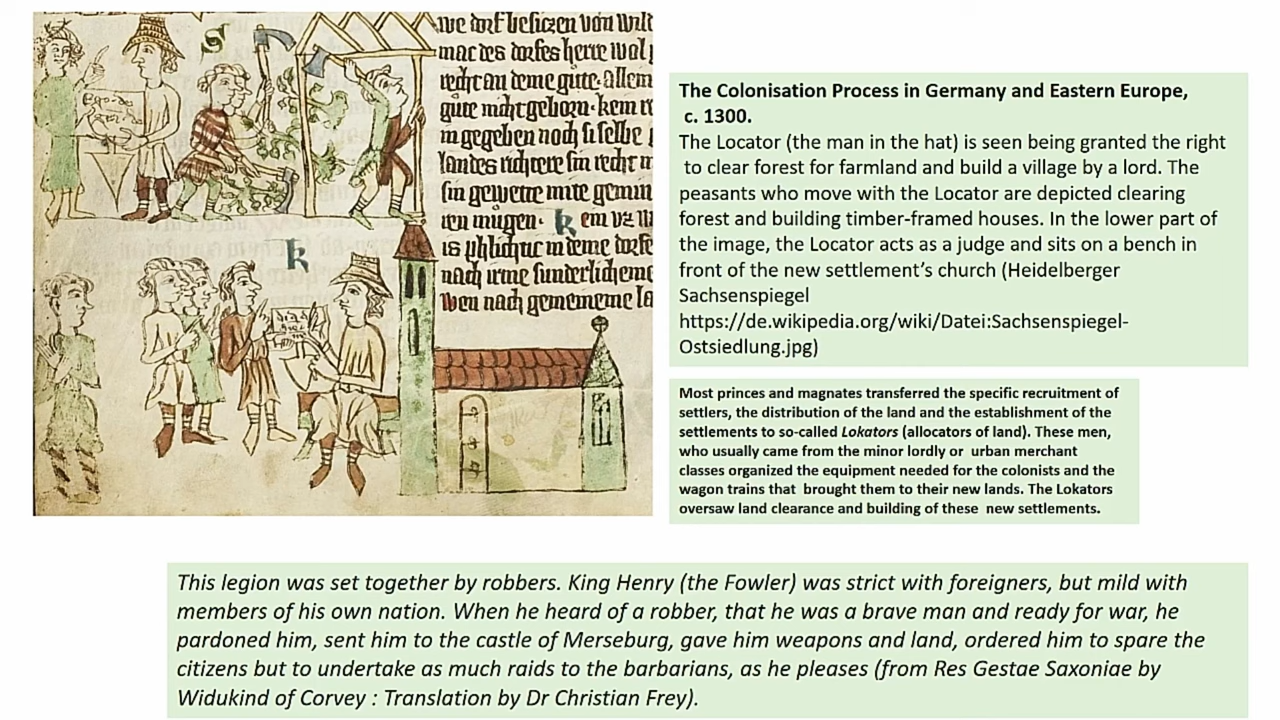 we dorf besiczen von wild
mac des dorfes herre wol
recht an deme gute. allem
gute nicht geborn. kein
in gegeben noch si selbe
landes richtere sin recht
sin gewette mite
mugen. k ein vz
is phlichtic in deme dorfe
nach irme sunderlicheme
wen nach gemeineme la
The Colonisation Process in Germany and Eastern Europe,
c. 1300.
The Locator (the man in the hat) is seen being granted the right
to clear forest for farmland and build a village by a lord. The
peasants who move with the Locator are depicted clearing
forest and building timber-framed houses. In the lower part of
the image, the Locator acts as a judge and sits on a bench in
front of the new settlement’s church (Heidelberger
Sachsenspiegel
https://de.wikipedia.org/wiki/Datei:Sachsenspiegel-
Ostsiedlung.jpg)
Most princes and magnates transferred the specific recruitment of
settlers, the distribution of the land and the establishment of the
settlements to so-called Lokators (allocators of land). These men,
who usually came from the minor lordly or urban merchant
classes organized the equipment needed for the colonists and the
wagon trains that brought them to their new lands. The Lokators
oversaw land clearance and building of these new settlements.
This legion was set together by robbers. King Henry (the Fowler) was strict with foreigners, but mild with
members of his own nation. When he heard of a robber, that he was a brave man and ready for war, he
pardoned him, sent him to the castle of Merseburg, gave him weapons and land, ordered him to spare the
citizens but to undertake as much raids to the barbarians, as he pleases (from Res Gestae Saxoniae by
Widukind of Corvey : Translation by Dr Christian Frey).